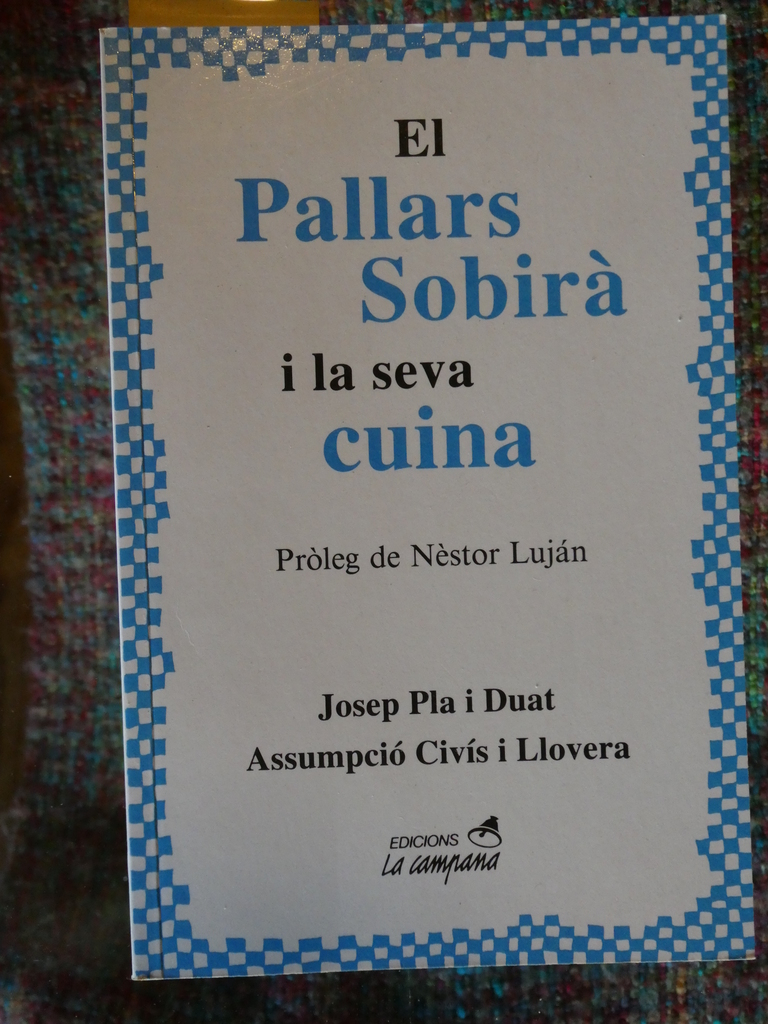 El
Pallars
Sobirà
i la seva
cuina
Pròleg de Nèstor Luján
Josep Pla i Duat
Assumpció Civís i Llovera
EDICIONS
La campana